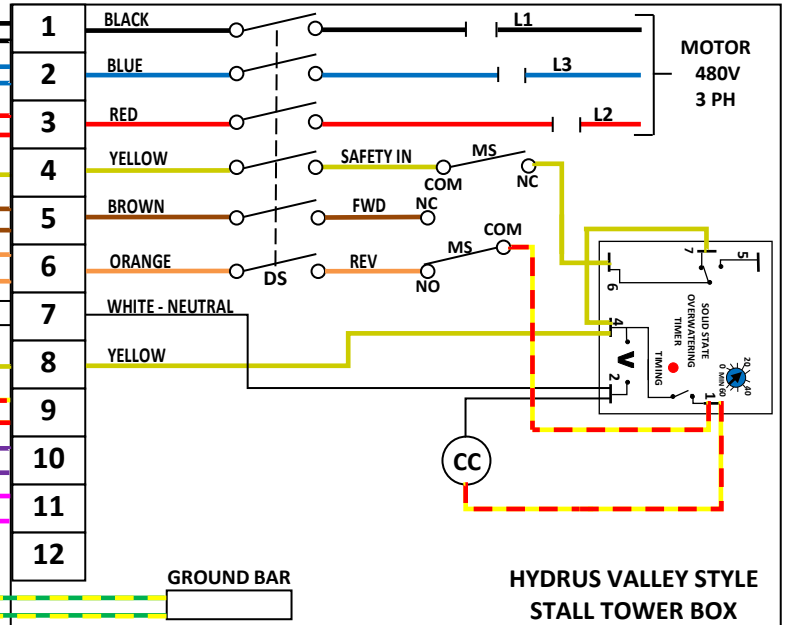 1 BLACK L1
2 BLUE L3
3 RED L2
MOTOR
480V
3 PH
4 YELLOW SAFETY IN MS
COM NC
5 BROWN FWD NC
COM
6 ORANGE REV MS
DS NO
7 WHITE - NEUTRAL
8 YELLOW
9
10
11
12
7 5
6
4
SOLID STATE
OVERWATERING
TIMER
V
2
TIMING
1
0 20 40 60
MIN
CC
GROUND BAR
HYDRUS VALLEY STYLE
STALL TOWER BOX